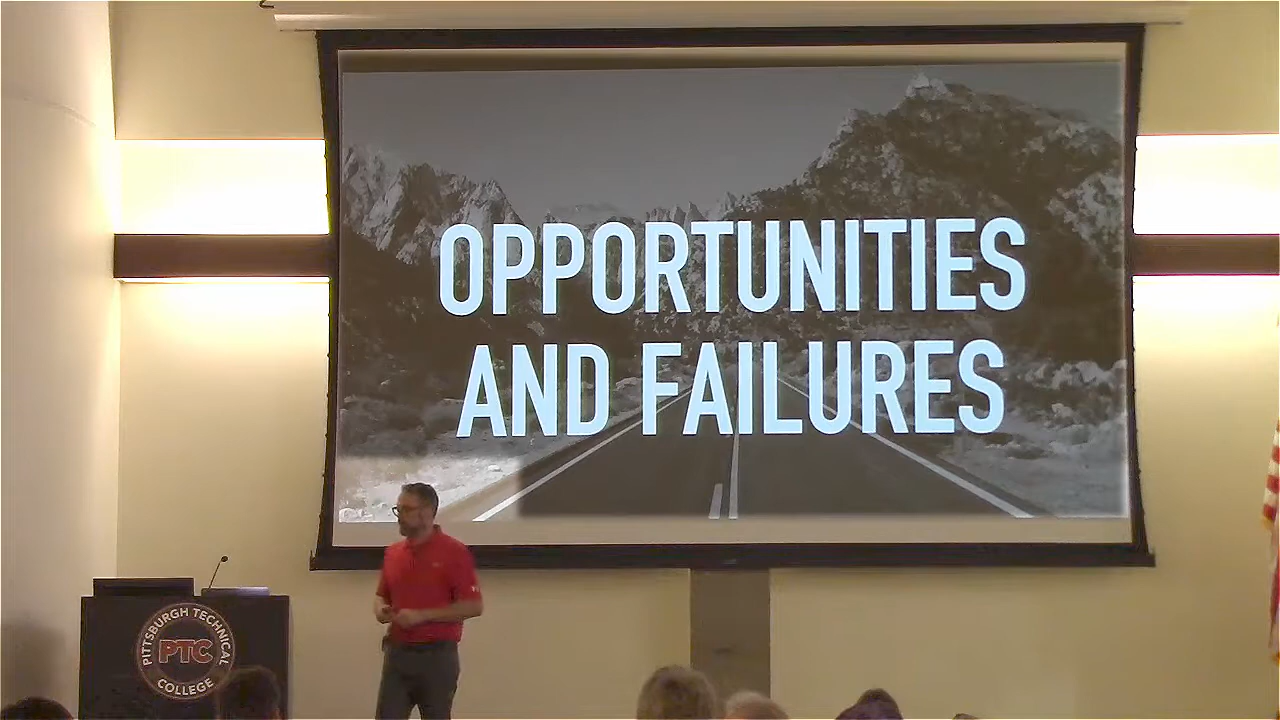 OPPORTUNITIES
AND FAILURES
PITTSBURGH TECHNICAL
PTC
COLLEGE